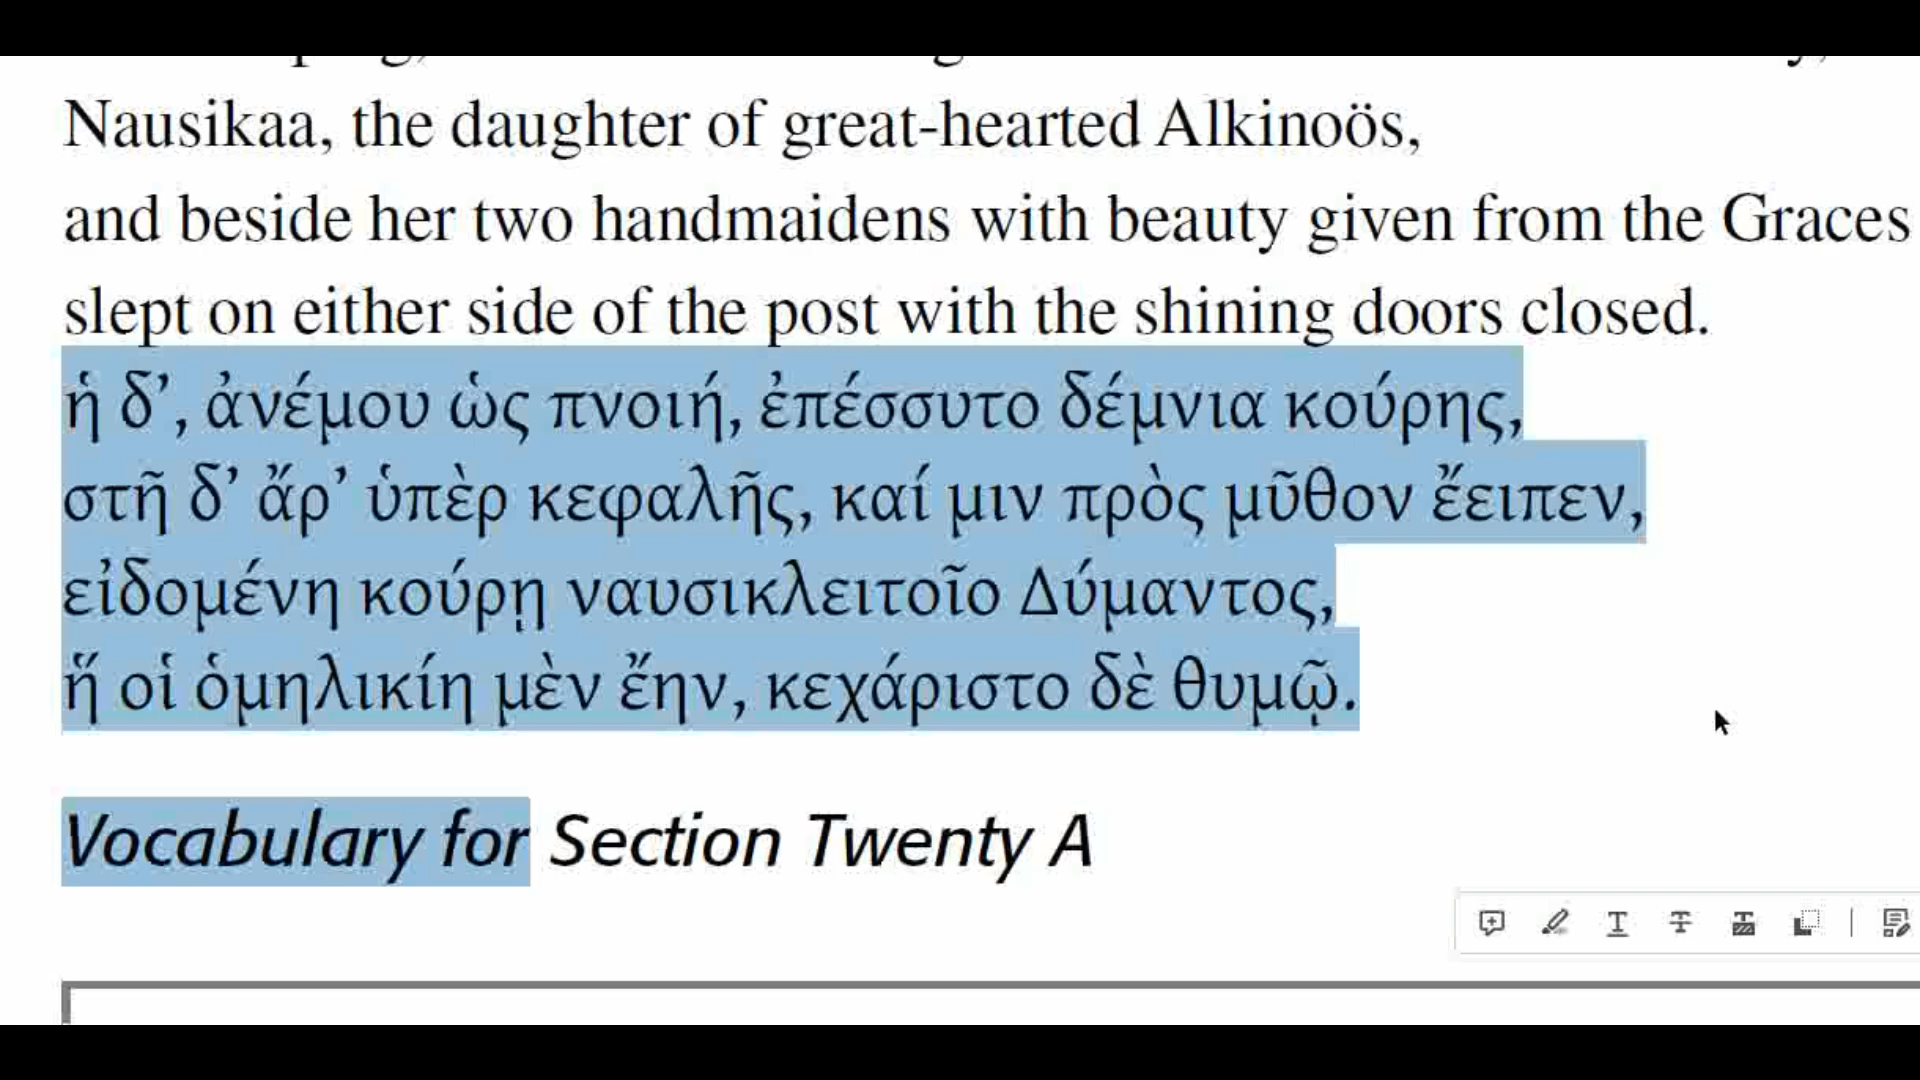 Nausikaa, the daughter of great-hearted Alkinoös,
and beside her two handmaidens with beauty given from the Graces
slept on either side of the post with the shining doors closed.
ἡ δ’, ἀνέμου ὡς πνοιή, ἐπέσσυτο δέμνια κούρης,
στῆ δ’ ἄρ’ ὑπὲρ κεφαλῆς, καί μιν πρὸς μῦθον ἔειπεν,
εἰδομένη κούρῃ ναυσικλειτοῖο Δύμαντος,
ἥ οἱ ὁμηλικίη μὲν ἔην, κεχάριστο δὲ θυμῷ.
Vocabulary for Section Twenty A